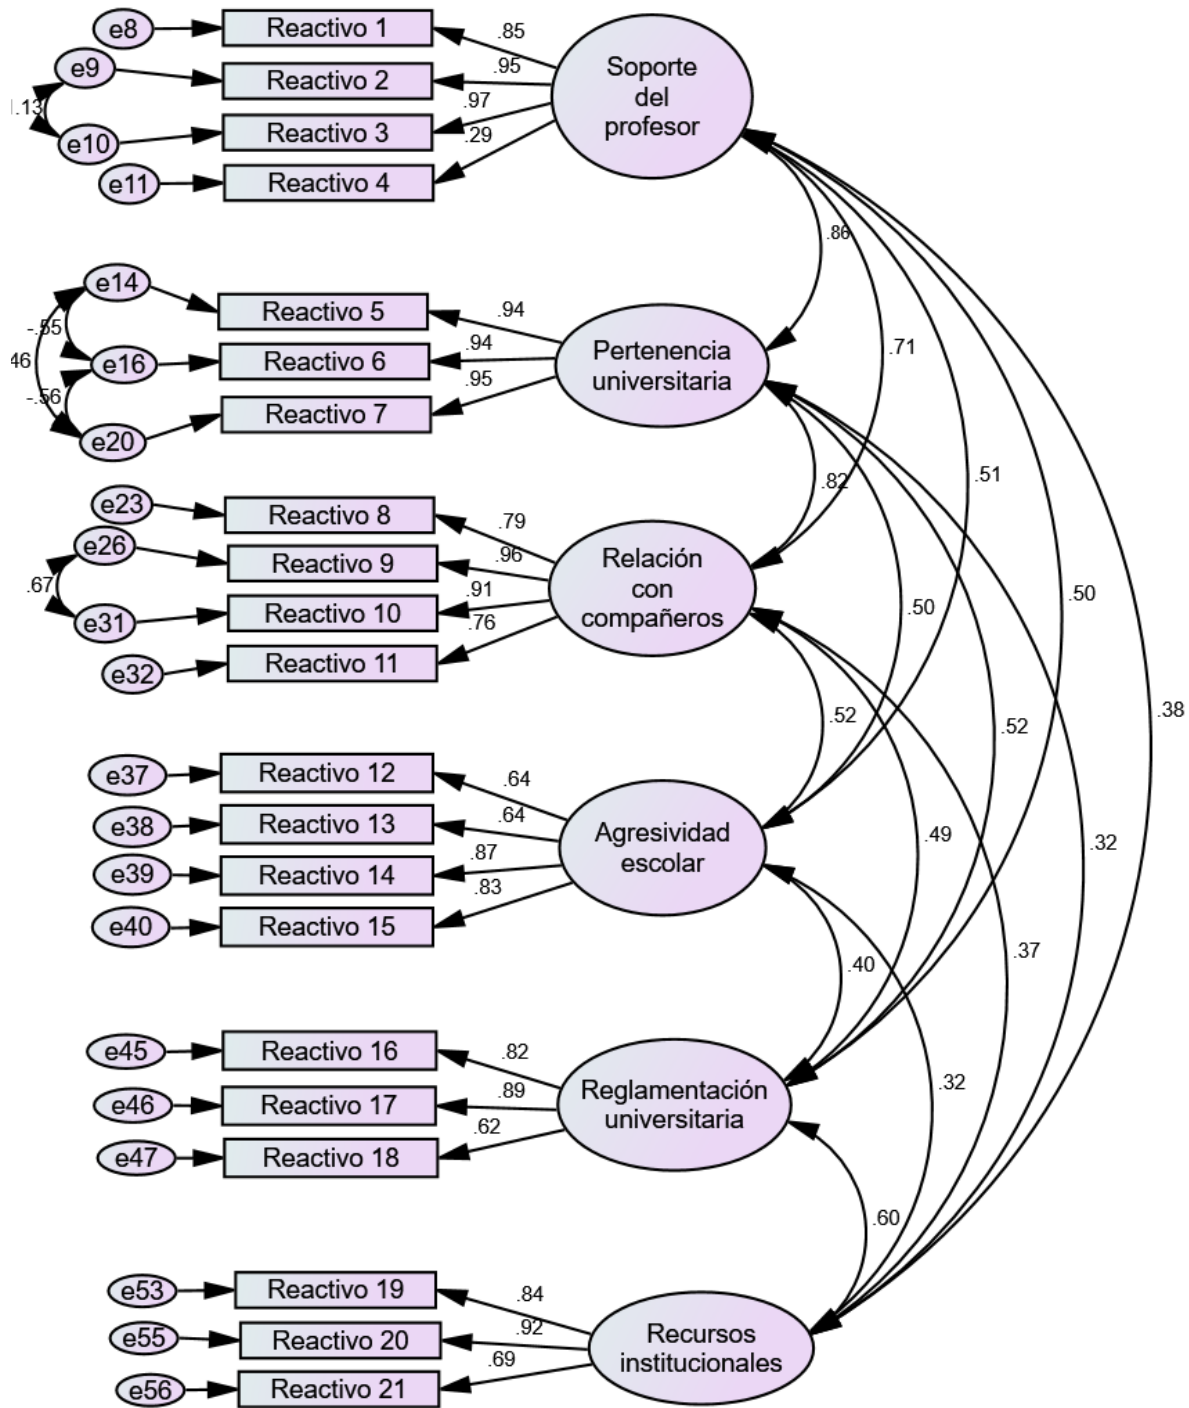 e8
Reactivo 1
.85
Soporte
del
profesor
e9
Reactivo 2
.95
.13
e10
Reactivo 3
.97
.29
e11
Reactivo 4
.86
e14
Reactivo 5
.94
-.55
46
e16
Reactivo 6
.94
Pertenencia
universitaria
.71
-.56
e20
Reactivo 7
.95
.82
.51
e23
Reactivo 8
.79
e26
Reactivo 9
.96
Relación
con
compañeros
.67
e31
Reactivo 10
.91
.76
.50
.50
e32
Reactivo 11
.52
.52
.38
e37
Reactivo 12
.64
e38
Reactivo 13
.64
Agresividad
escolar
.49
.32
e39
Reactivo 14
.87
e40
Reactivo 15
.83
.40
.37
e45
Reactivo 16
.82
e46
Reactivo 17
.89
Reglamentación
universitaria
.32
e47
Reactivo 18
.62
.60
e53
Reactivo 19
.84
e55
Reactivo 20
.92
Recursos
institucionales
e56
Reactivo 21
.69